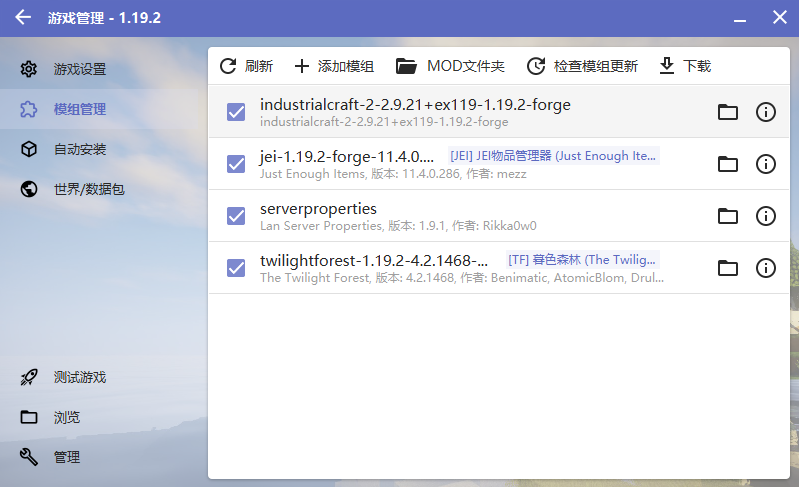 游戏管理 - 1.19.2
游戏设置
模组管理
自动安装
世界/数据包
测试游戏
浏览
管理
刷新 添加模组 MOD文件夹 检查模组更新 下载
industrialcraft-2-2.9.21+ex119-1.19.2-forge
industrialcraft-2-2.9.21+ex119-1.19.2-forge
jei-1.19.2-forge-11.4.0.... [JEI] JEI物品管理器 (Just Enough Ite...
Just Enough Items, 版本: 11.4.0.286, 作者: mezz
serverproperties
Lan Server Properties, 版本: 1.9.1, 作者: Rikka0w0
twilightforest-1.19.2-4.2.1468-... [TF] 暮色森林 (The Twilig...
The Twilight Forest, 版本: 4.2.1468, 作者: Benimatic, AtomicBlom, Drul...